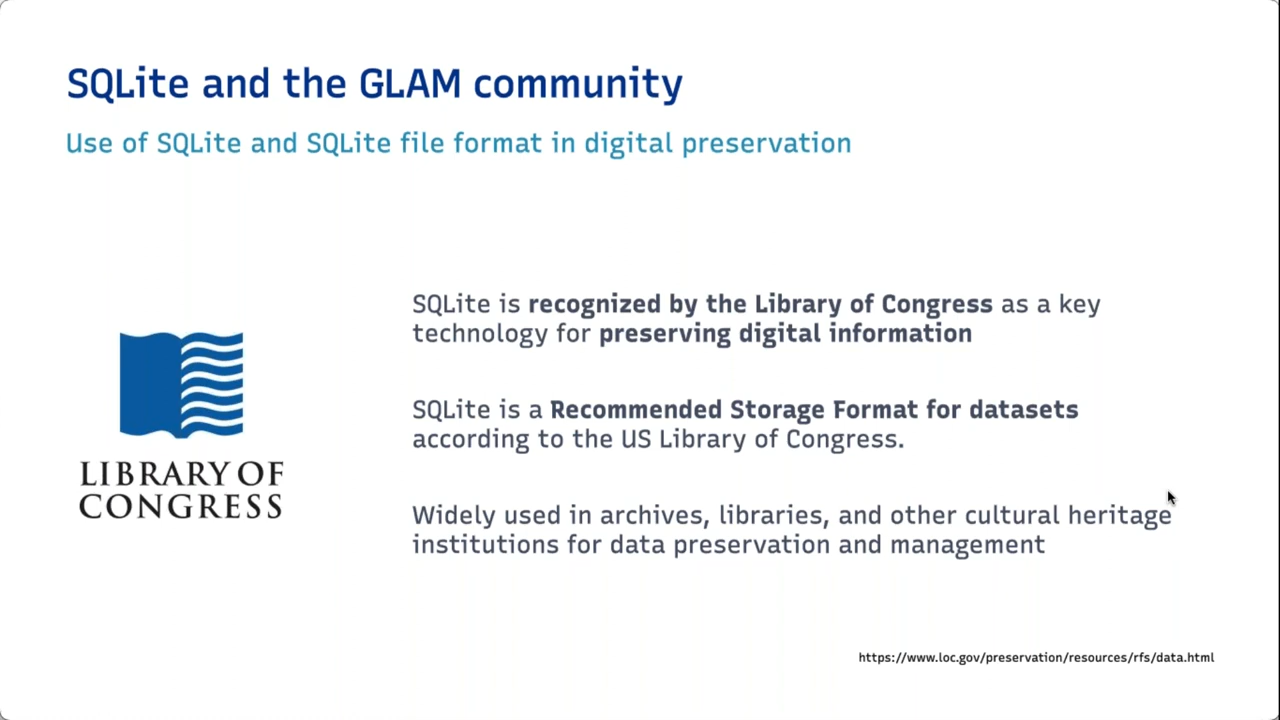 SQLite and the GLAM community
Use of SQLite and SQLite file format in digital preservation
SQLite is recognized by the Library of Congress as a key
technology for preserving digital information
SQLite is a Recommended Storage Format for datasets
according to the US Library of Congress.
Widely used in archives, libraries, and other cultural heritage
institutions for data preservation and management
LIBRARY OF
CONGRESS
https://www.loc.gov/preservation/resources/rfs/data.html